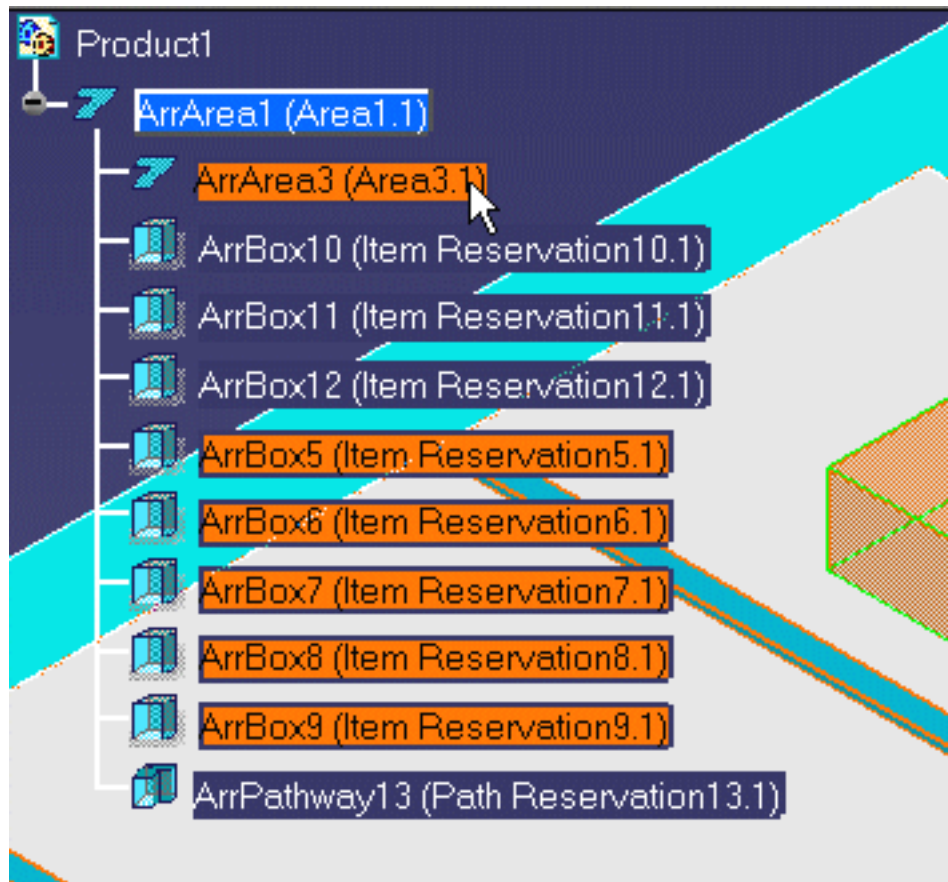 Product1
ArrArea1 (Area1.1)
ArrArea3 (Area3.1)
ArrBox10 (Item Reservation10.1)
ArrBox11 (Item Reservation11.1)
ArrBox12 (Item Reservation12.1)
ArrBox5 (Item Reservation5.1)
ArrBox6 (Item Reservation6.1)
ArrBox7 (Item Reservation7.1)
ArrBox8 (Item Reservation8.1)
ArrBox9 (Item Reservation9.1)
ArrPathway13 (Path Reservation13.1)